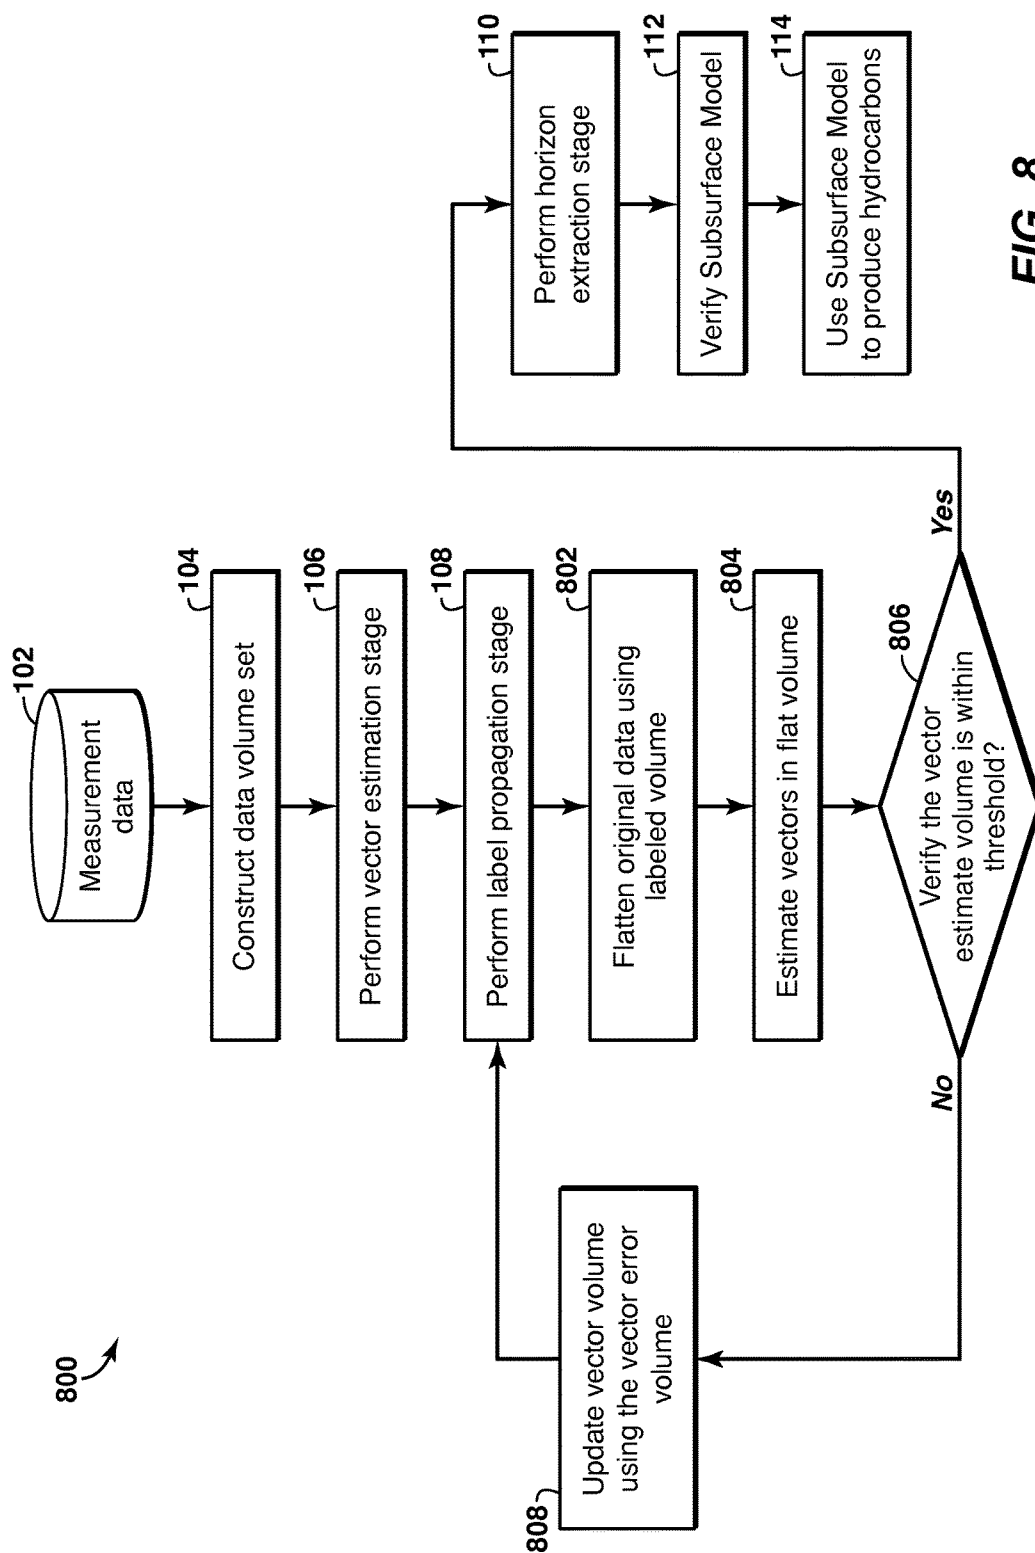 800
102
Measurement
data
104
Construct data volume set
106
Perform vector estimation stage
108
Perform label propagation stage
802
Flatten original data using
labeled volume
804
Estimate vectors in flat volume
806
Verify the vector
estimate volume is within
threshold?
No
Yes
808
Update vector volume
using the vector error
volume
110
Perform horizon
extraction stage
112
Verify Subsurface Model
114
Use Subsurface Model
to produce hydrocarbons
FIG. 8